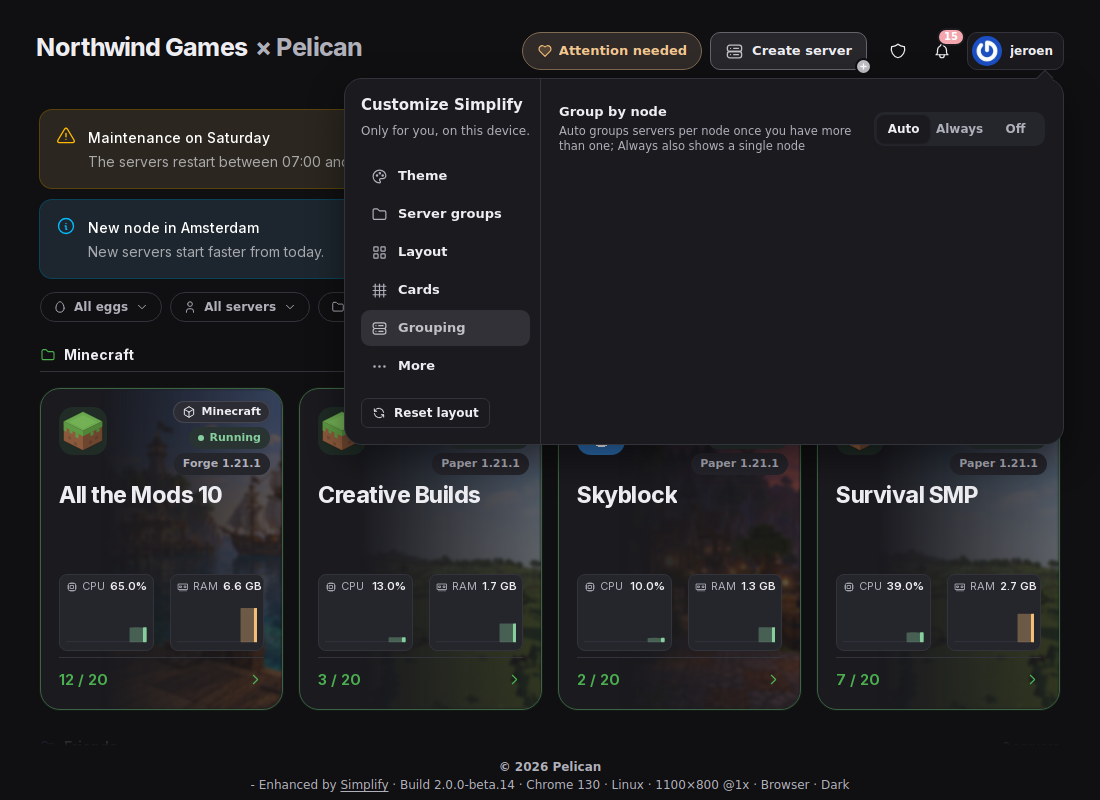 Northwind Games × Pelican
Attention needed
Create server
15
jeroen
Maintenance on Saturday
The servers restart between 07:00 and
New node in Amsterdam
New servers start faster from today.
All eggs
All servers
Customize Simplify
Only for you, on this device.
Theme
Server groups
Layout
Cards
Grouping
More
Reset layout
Group by node
Auto groups servers per node once you have more
than one; Always also shows a single node
Auto
Always
Off
Minecraft
Minecraft
Running
Forge 1.21.1
All the Mods 10
CPU 65.0%
RAM 6.6 GB
12 / 20
Paper 1.21.1
Creative Builds
CPU 13.0%
RAM 1.7 GB
3 / 20
Paper 1.21.1
Skyblock
CPU 10.0%
RAM 1.3 GB
2 / 20
Paper 1.21.1
Survival SMP
CPU 39.0%
RAM 2.7 GB
7 / 20
Friends
© 2026 Pelican
- Enhanced by Simplify · Build 2.0.0-beta.14 · Chrome 130 · Linux · 1100×800 @1x · Browser · Dark